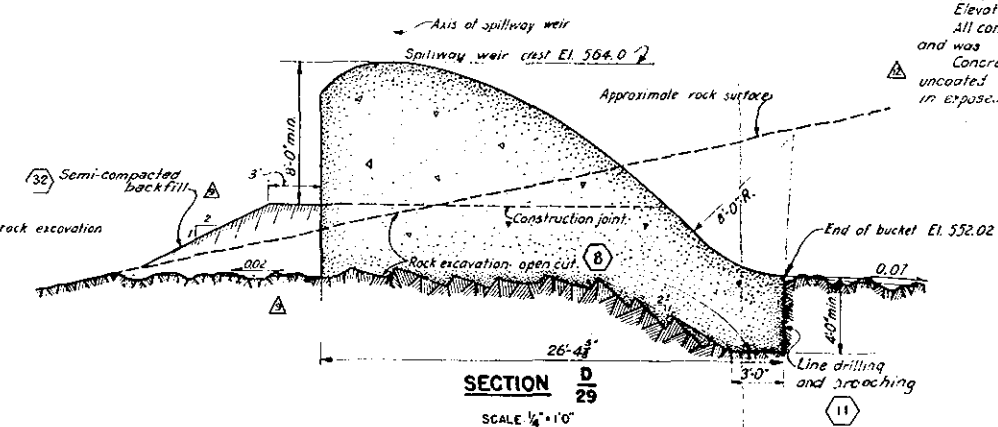 Axis of spillway weir
Spillway weir crest El. 564.0
Approximate rock surface
8'-0" min.
3'
32
Semi-compacted
backfill
2
1
rock excavation
0.02
Construction joint
Rock excavation-open cut
8
8'-0" R.
End of bucket El. 552.02
0.07
4'-0" min.
2'
3'-0"
26'-4
Line drilling
and broaching
11
SECTION D
29
SCALE 1/4" = 1'0"
Elevat
All con
and was
Concre
uncoated
in expose